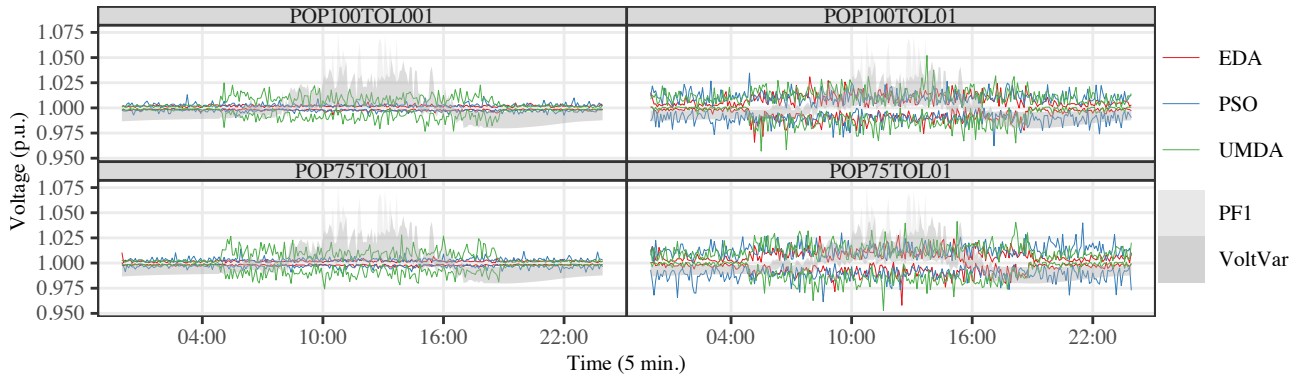 POP100TOL001 POP100TOL01
1.075
1.050
1.025
1.000
0.975
0.950
POP75TOL001 POP75TOL01
1.075
1.050
1.025
1.000
0.975
0.950
Voltage (p.u.)
04:00 10:00 16:00 22:00 04:00 10:00 16:00 22:00
Time (5 min.)
EDA
PSO
UMDA
PF1
VoltVar